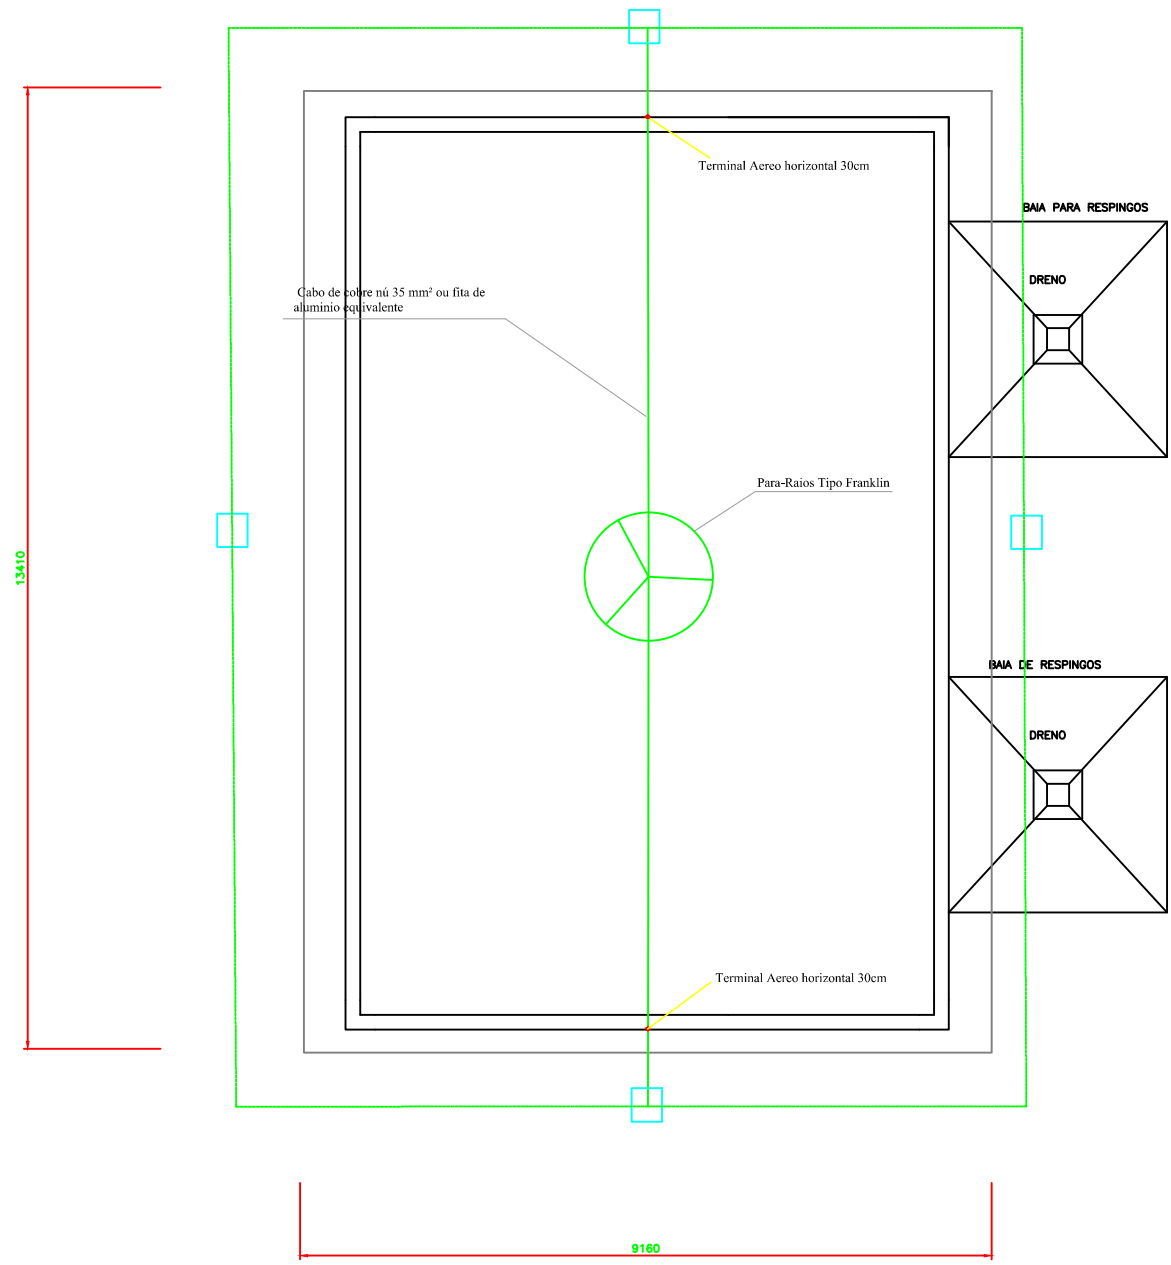 Terminal Aereo horizontal 30cm
BAIA PARA RESPINGOS
DRENO
Cabo de cobre nú 35 mm² ou fita de
aluminio equivalente
Para-Raios Tipo Franklin
13410
BAIA DE RESPINGOS
DRENO
Terminal Aereo horizontal 30cm
9160